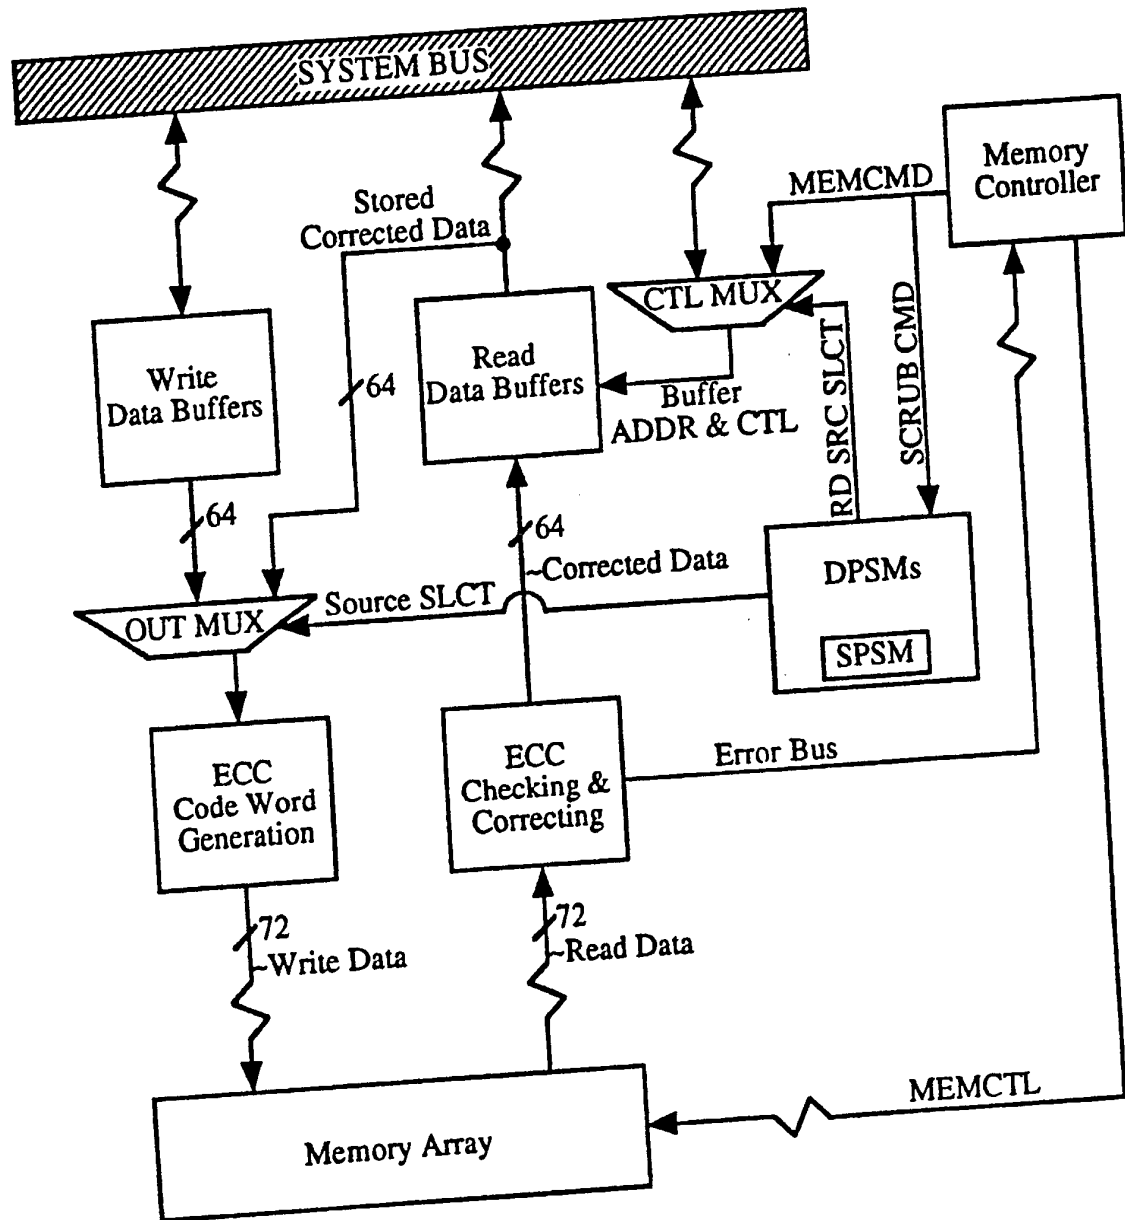 SYSTEM BUS
Memory
Controller
MEMCMD
Stored
Corrected Data
CTL MUX
Write
Data Buffers
Read
Data Buffers
64
Buffer
ADDR & CTL
RD SRC SLCT
SCRUB CMD
64
64
~Corrected Data
DPSMs
SPSM
Source SLCT
OUT MUX
ECC
Code Word
Generation
ECC
Checking &
Correcting
Error Bus
72
~Write Data
72
~Read Data
MEMCTL
Memory Array